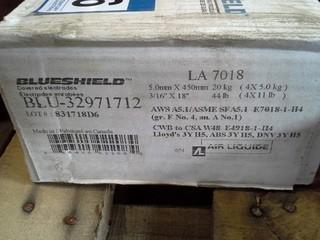 BLUESHIELD
Covered electrodes
Electrodes enrobées
LA 7018
5.0mm X 450mm 20 kg ( 4X 5.0 kg)
3/16" X 18" 44 lb (4X 11 lb)
BLU-32971712
LOT# : 831718D6
AWS A5.1/ASME SFA5.1 E7018-1-H4
(gr. F No. 4, an. A No.1)
CWB to CSA W48 E4918-1-H4
Lloyd's 3Y H5, ABS 3Y H5, DNV 3Y H5
Made in / Fabriqué au Canada
AIR LIQUIDE